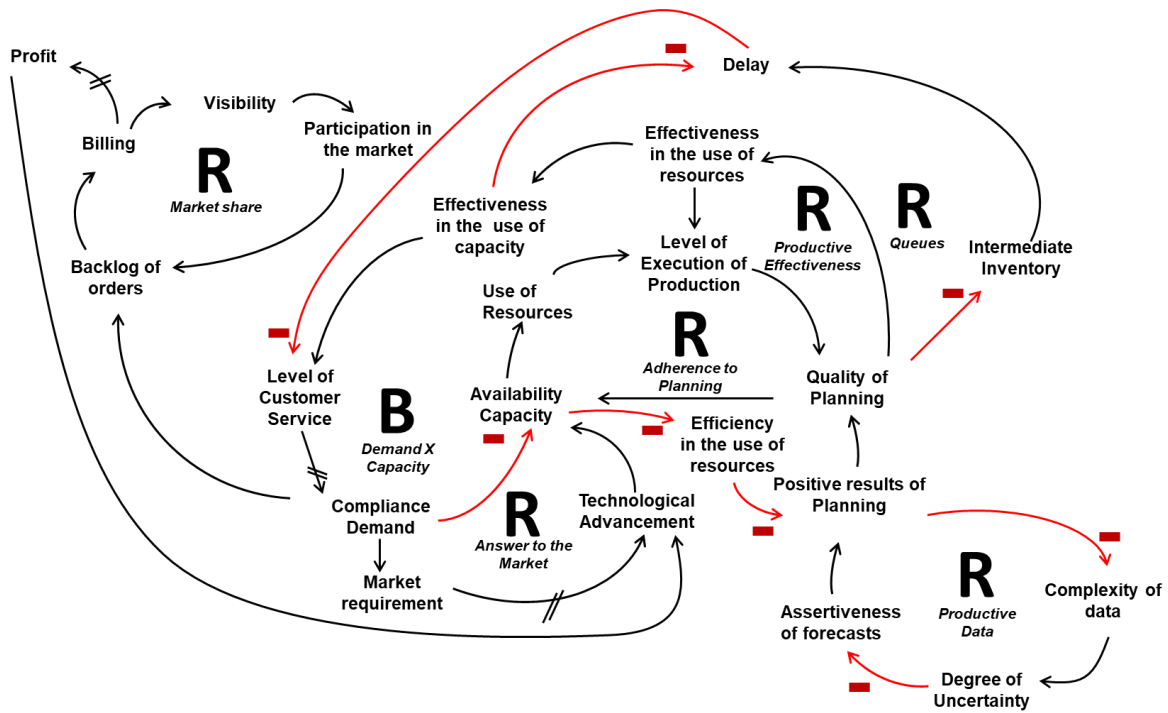 Profit
Delay
Visibility
Participation in
the market
Billing
R
Market share
Effectiveness
in the use of
resources
Effectiveness
in the use of
capacity
R
Productive
Effectiveness
R
Queues
Level of
Execution of
Production
Intermediate
Inventory
Backlog of
orders
Use of
Resources
R
Adherence to
Planning
Level of
Customer
Service
B
Demand X
Capacity
Availability
Capacity
Quality of
Planning
Efficiency
in the use of
resources
Positive results of
Planning
Compliance
Demand
R
Answer to the
Market
Technological
Advancement
Market
requirement
Assertiveness
of forecasts
R
Productive
Data
Complexity of
data
Degree of
Uncertainty